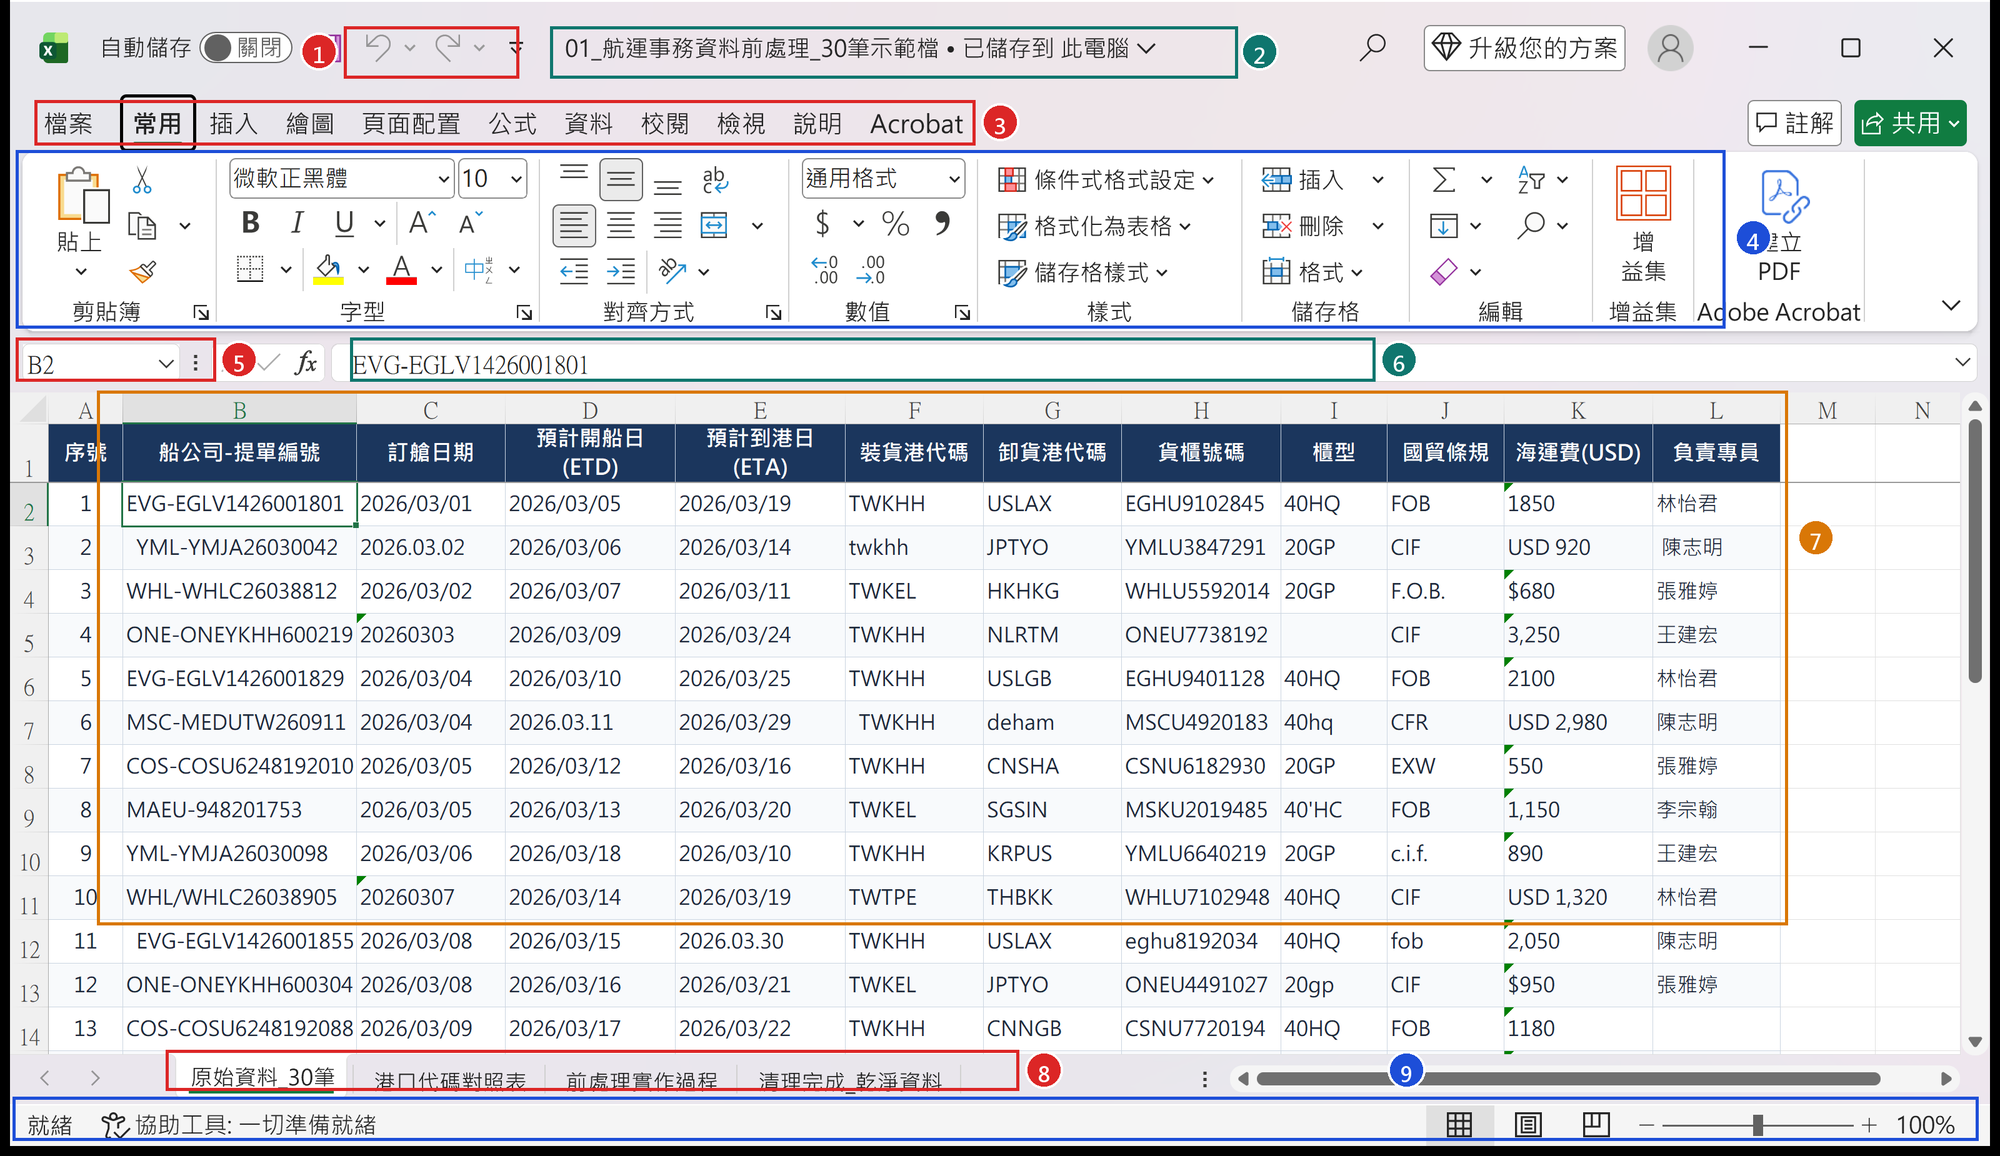 自動儲存 關閉 1 2 01_航運事務資料前處理_30筆示範檔 • 已儲存到 此電腦 升級您的方案
檔案 常用 插入 繪圖 頁面配置 公式 資料 校閱 檢視 說明 Acrobat 3 註解 共用
貼上 微軟正黑體 10 ab 通用格式 條件式格式設定 插入 刪除 格式
B I U A A $ % 格式化為表格 儲存格樣式 增益集 4 建立 PDF
剪貼簿 字型 對齊方式 數值 樣式 儲存格 編輯 增益集 Adobe Acrobat
B2 5 fx EVG-EGLV1426001801 6
A B C D E F G H I J K L M N
1 序號 船公司-提單編號 訂艙日期 預計開船日(ETD) 預計到港日(ETA) 裝貨港代碼 卸貨港代碼 貨櫃號碼 櫃型 國貿條規 海運費(USD) 負責專員
2 1 EVG-EGLV1426001801 2026/03/01 2026/03/05 2026/03/19 TWKHH USLAX EGHU9102845 40HQ FOB 1850 林怡君
3 2 YML-YMJA26030042 2026.03.02 2026/03/06 2026/03/14 twkhh JPTYO YMLU3847291 20GP CIF USD 920 陳志明 7
4 3 WHL-WHLC26038812 2026/03/02 2026/03/07 2026/03/11 TWKEL HKHKG WHLU5592014 20GP F.O.B. $680 張雅婷
5 4 ONE-ONEYKHH600219 20260303 2026/03/09 2026/03/24 TWKHH NLRTM ONEU7738192 CIF 3,250 王建宏
6 5 EVG-EGLV1426001829 2026/03/04 2026/03/10 2026/03/25 TWKHH USLGB EGHU9401128 40HQ FOB 2100 林怡君
7 6 MSC-MEDUTW260911 2026/03/04 2026.03.11 2026/03/29 TWKHH deham MSCU4920183 40hq CFR USD 2,980 陳志明
8 7 COS-COSU6248192010 2026/03/05 2026/03/12 2026/03/16 TWKHH CNSHA CSNU6182930 20GP EXW 550 張雅婷
9 8 MAEU-948201753 2026/03/05 2026/03/13 2026/03/20 TWKEL SGSIN MSKU2019485 40'HC FOB 1,150 李宗翰
10 9 YML-YMJA26030098 2026/03/06 2026/03/18 2026/03/10 TWKHH KRPUS YMLU6640219 20GP c.i.f. 890 王建宏
11 10 WHL/WHLC26038905 20260307 2026/03/14 2026/03/19 TWTPE THBKK WHLU7102948 40HQ CIF USD 1,320 林怡君
12 11 EVG-EGLV1426001855 2026/03/08 2026/03/15 2026.03.30 TWKHH USLAX eghu8192034 40HQ fob 2,050 陳志明
13 12 ONE-ONEYKHH600304 2026/03/08 2026/03/16 2026/03/21 TWKEL JPTYO ONEU4491027 20gp CIF $950 張雅婷
14 13 COS-COSU6248192088 2026/03/09 2026/03/17 2026/03/22 TWKHH CNNGB CSNU7720194 40HQ FOB 1180
原始資料_30筆 港口代碼對照表 前處理實作過程 清理完成_乾淨資料 8 9
就緒 協助工具: 一切準備就緒 100%